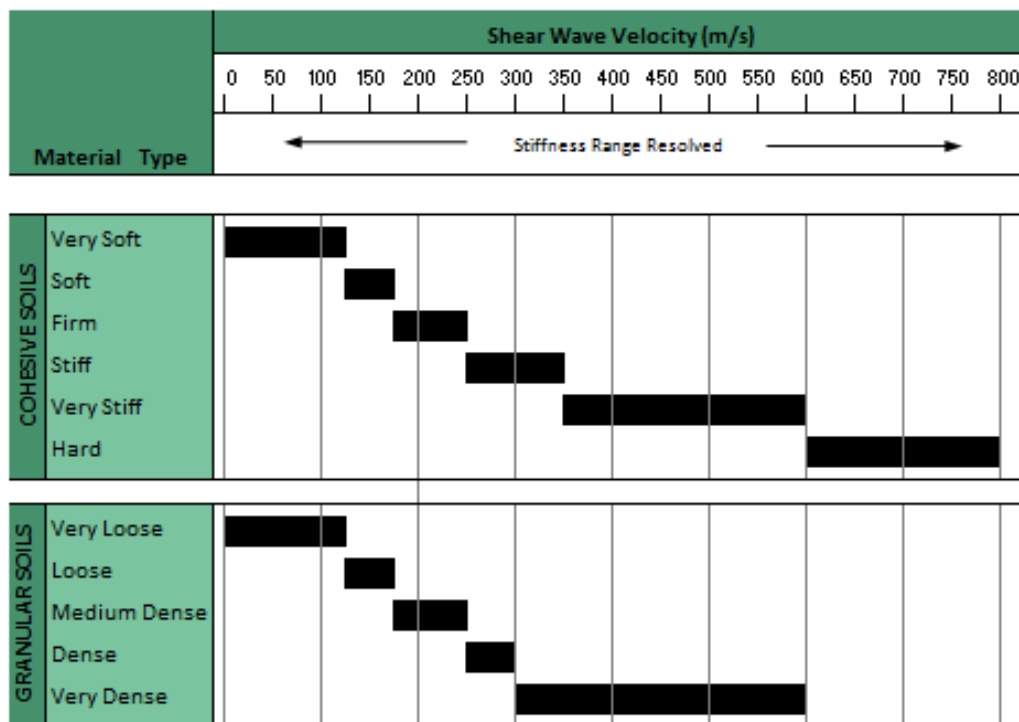 Shear Wave Velocity (m/s)
0 50 100 150 200 250 300 350 400 450 500 550 600 650 700 750 800
Material Type
Stiffness Range Resolved
COHESIVE SOILS
Very Soft
Soft
Firm
Stiff
Very Stiff
Hard
GRANULAR SOILS
Very Loose
Loose
Medium Dense
Dense
Very Dense